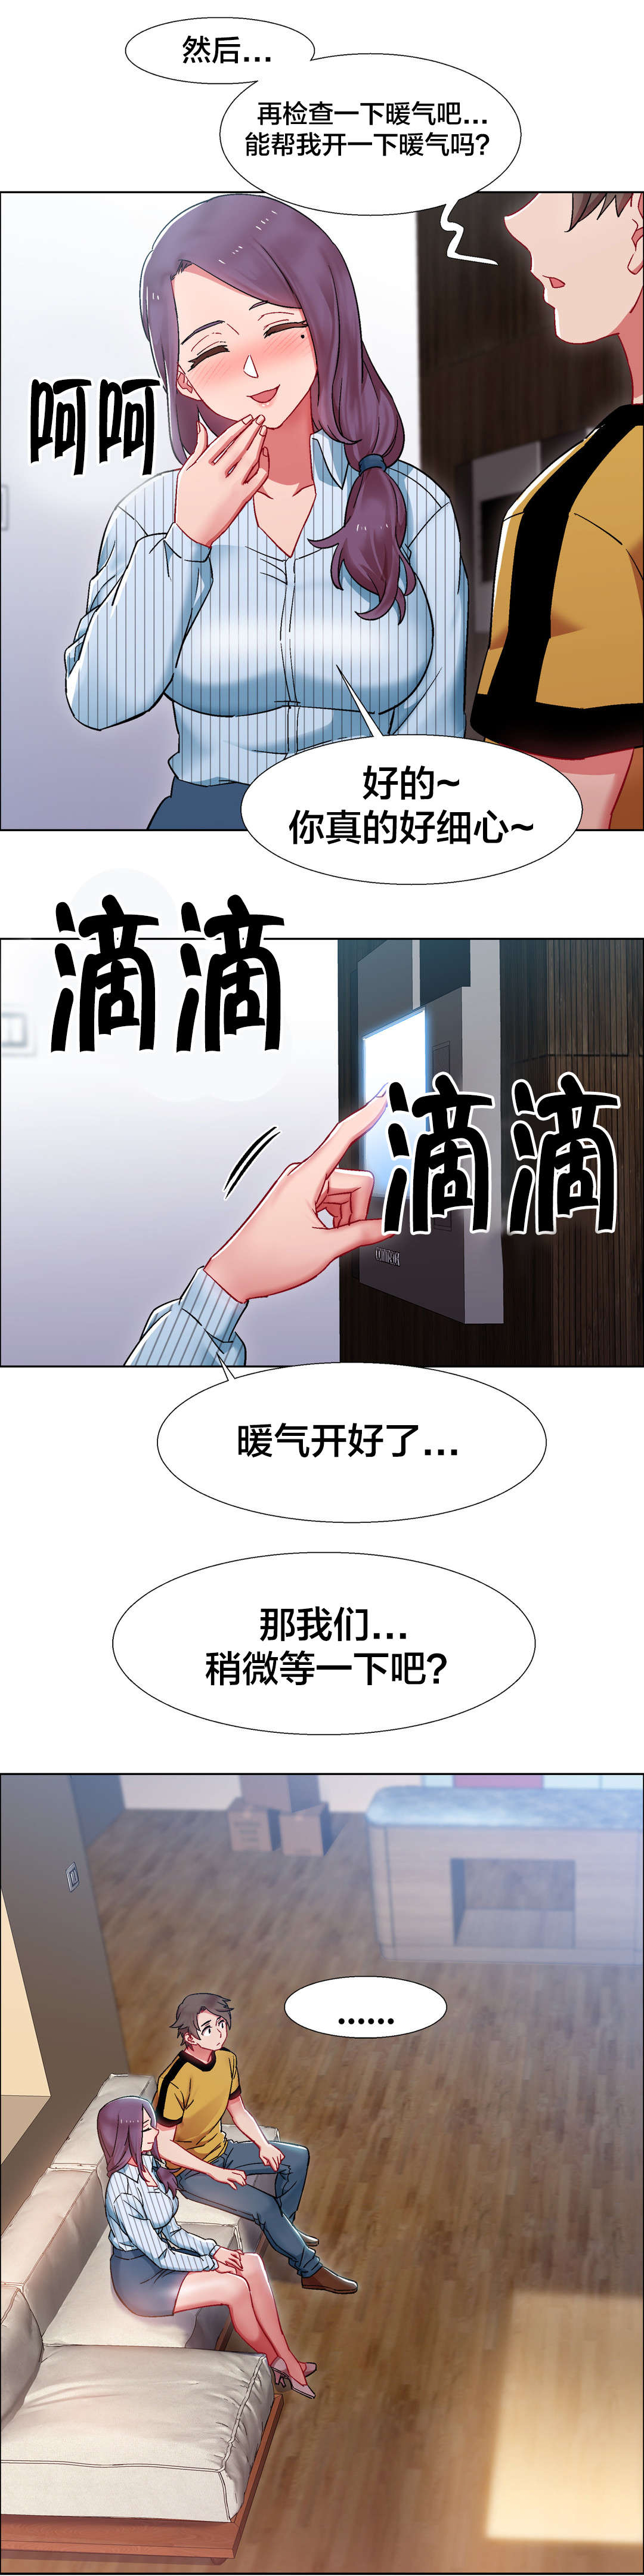 然后...
再检查一下暖气吧...
能帮我开一下暖气吗?
呵呵
好的~
你真的好细心~
滴滴
滴滴
暖气开好了...
那我们...
稍微等一下吧?
......